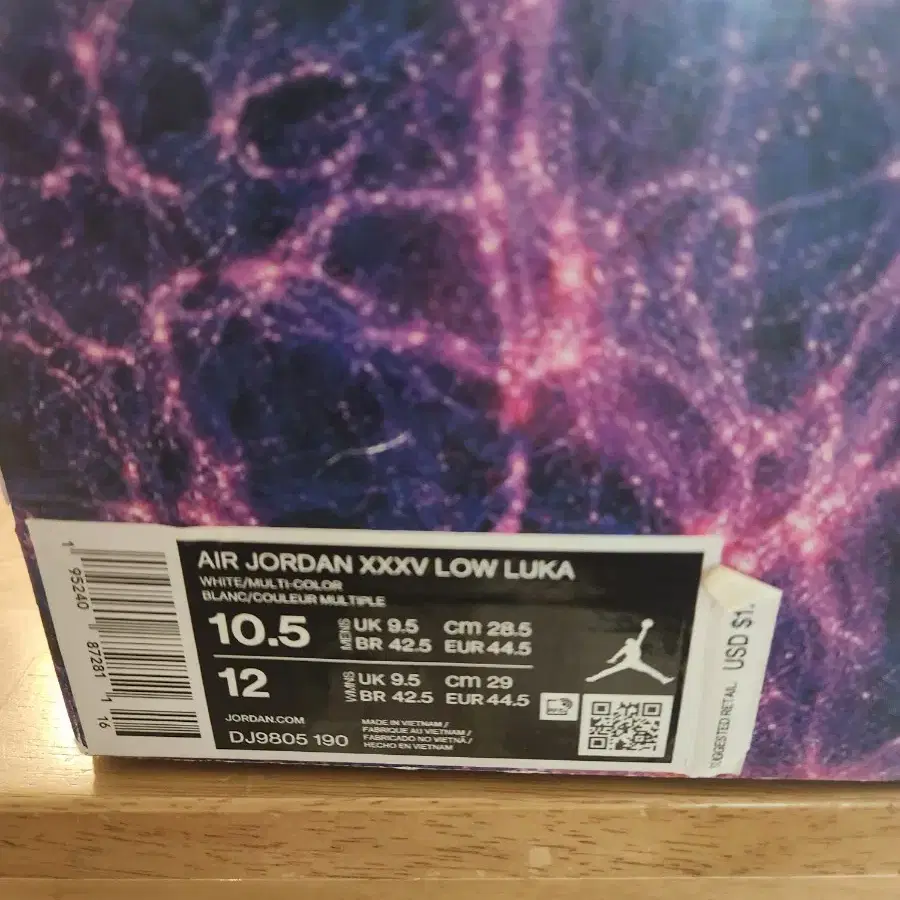 AIR JORDAN XXXV LOW LUKA
WHITE/MULTI-COLOR
BLANC/COULEUR MULTIPLE
10.5
MEN'S
UK 9.5 cm 28.5
BR 42.5 EUR 44.5
12
WMNS
UK 9.5 cm 29
BR 42.5 EUR 44.5
JORDAN.COM
DJ9805 190
MADE IN VIETNAM /
FABRIQUE AU VIETNAM /
FABRICADO NO VIETNÃ /
HECHO EN VIETNAM
1 95240 87281 1 16
SUGGESTED RETAIL: USD $1